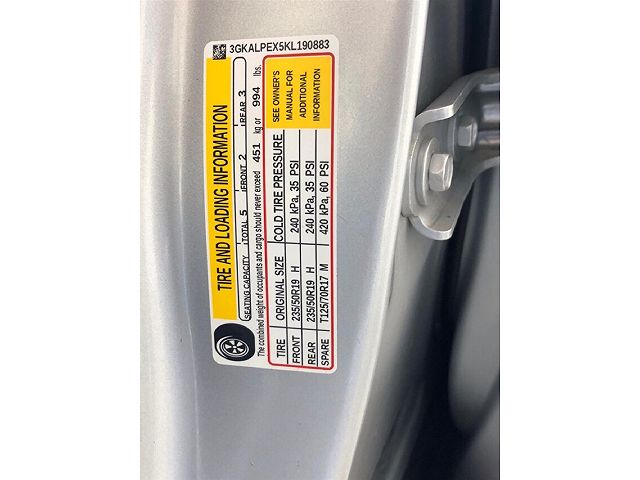 3GKALPEX5KL190883
TIRE AND LOADING INFORMATION
SEATING CAPACITY TOTAL 5 FRONT 2 REAR 3
The combined weight of occupants and cargo should never exceed 451 kg or 994 lbs.
TIRE ORIGINAL SIZE COLD TIRE PRESSURE
FRONT 235/50R19 H 240 kPa, 35 PSI
REAR 235/50R19 H 240 kPa, 35 PSI
SPARE T125/70R17 M 420 kPa, 60 PSI
SEE OWNER'S
MANUAL FOR
ADDITIONAL
INFORMATION